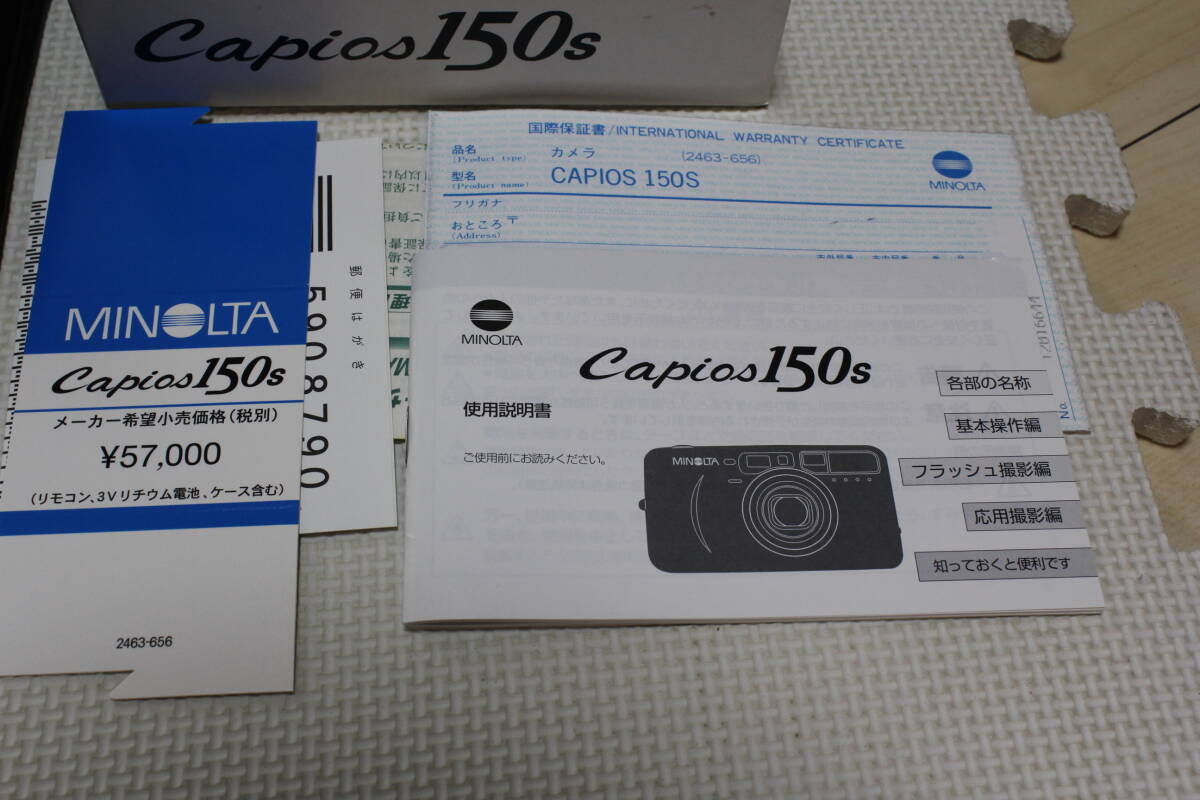 Capios150s
MINOLTA
Capios150s
メーカー希望小売価格(税別)
¥57,000
(リモコン、3Vリチウム電池、ケース含む)
2463-656
郵便はがき
5908790
国際保証書/INTERNATIONAL WARRANTY CERTIFICATE
品名
(Product type)
カメラ
(2463-656)
型名
(Product name)
CAPIOS 150S
MINOLTA
フリガナ
おところ 〒
(Address)
MINOLTA
Capios150s
使用説明書
ご使用前にお読みください。
MINOLTA
各部の名称
基本操作編
フラッシュ撮影編
応用撮影編
知っておくと便利です